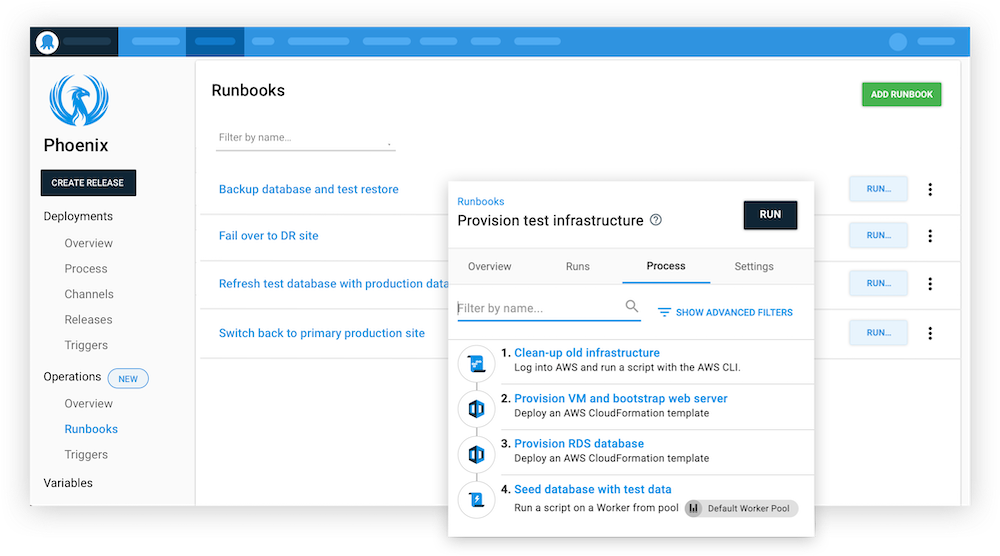 Runbooks
ADD RUNBOOK
Phoenix
Filter by name...
CREATE RELEASE
Deployments
Overview
Process
Channels
Releases
Triggers
Operations NEW
Overview
Runbooks
Triggers
Variables
Backup database and test restore RUN...
Fail over to DR site RUN...
Refresh test database with production data RUN...
Switch back to primary production site RUN...
Runbooks
Provision test infrastructure ? RUN
Overview Runs Process Settings
Filter by name... SHOW ADVANCED FILTERS
1. Clean-up old infrastructure
Log into AWS and run a script with the AWS CLI.
2. Provision VM and bootstrap web server
Deploy an AWS CloudFormation template
3. Provision RDS database
Deploy an AWS CloudFormation template
4. Seed database with test data
Run a script on a Worker from pool Default Worker Pool